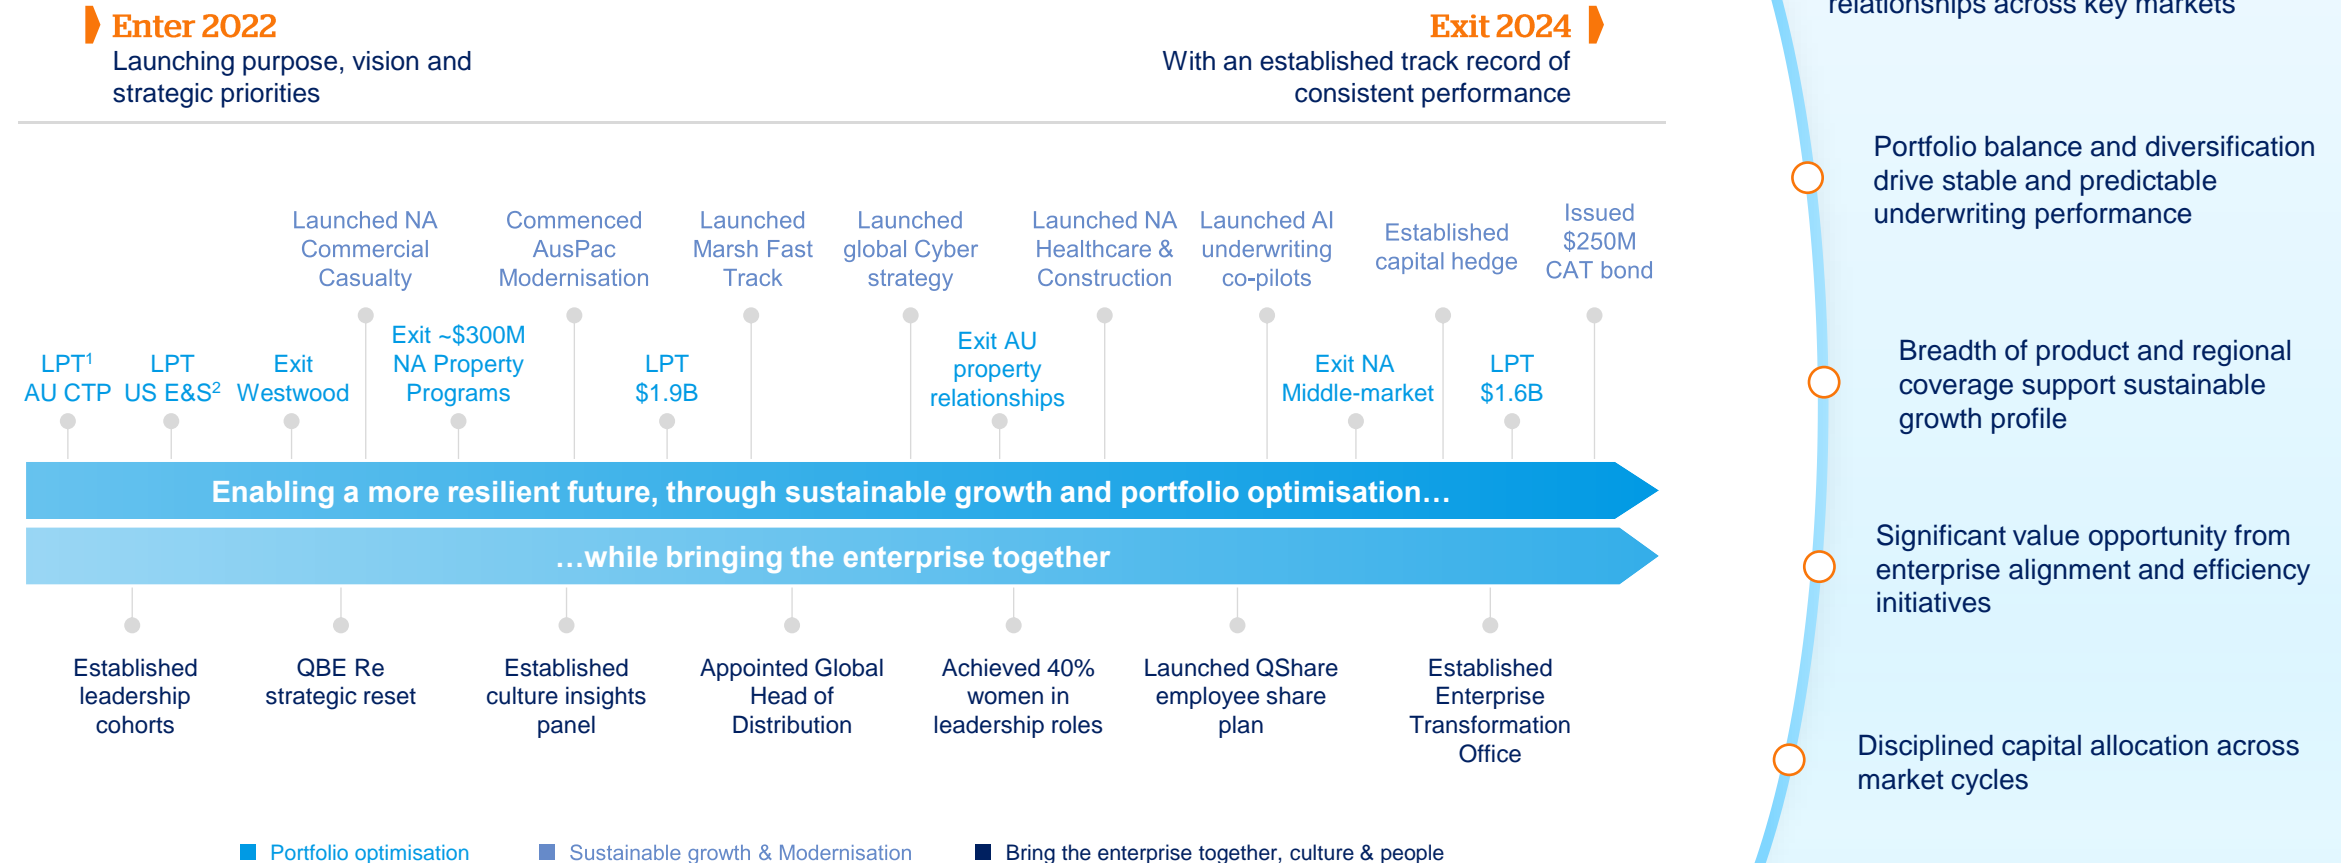 Enter 2022
Launching purpose, vision and
strategic priorities
Exit 2024
With an established track record of
consistent performance
Launched NA
Commercial
Casualty
Commenced
AusPac
Modernisation
Launched
Marsh Fast
Track
Launched
global Cyber
strategy
Launched NA
Healthcare &
Construction
Launched AI
underwriting
co-pilots
Established
capital hedge
Issued
$250M
CAT bond
LPT¹
AU CTP
LPT
US E&S²
Exit
Westwood
Exit ~$300M
NA Property
Programs
LPT
$1.9B
Exit AU
property
relationships
Exit NA
Middle-market
LPT
$1.6B
Enabling a more resilient future, through sustainable growth and portfolio optimisation…
…while bringing the enterprise together
Established
leadership
cohorts
QBE Re
strategic reset
Established
culture insights
panel
Appointed Global
Head of
Distribution
Achieved 40%
women in
leadership roles
Launched QShare
employee share
plan
Established
Enterprise
Transformation
Office
Portfolio optimisation
Sustainable growth & Modernisation
Bring the enterprise together, culture & people
relationships across key markets
Portfolio balance and diversification
drive stable and predictable
underwriting performance
Breadth of product and regional
coverage support sustainable
growth profile
Significant value opportunity from
enterprise alignment and efficiency
initiatives
Disciplined capital allocation across
market cycles